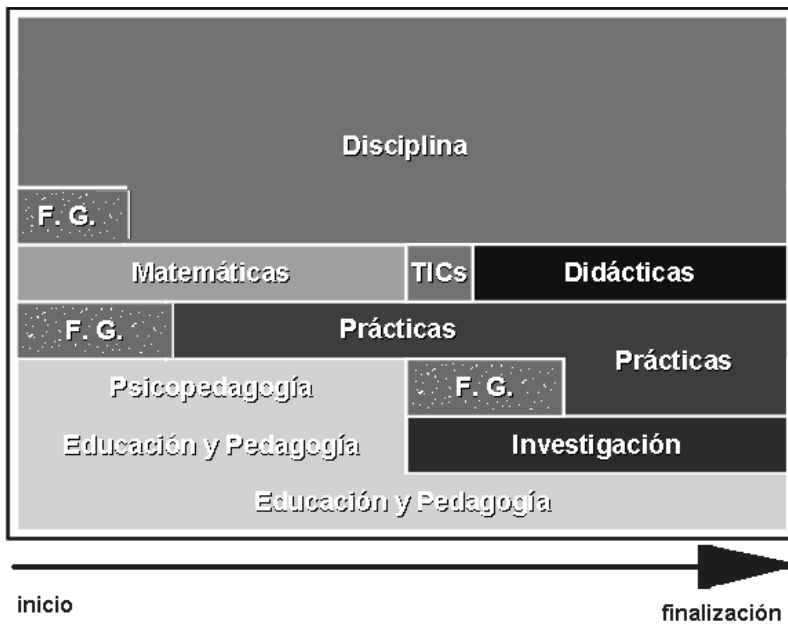 Disciplina
F. G.
Matemáticas
TICs
Didácticas
F. G.
Prácticas
Prácticas
Psicopedagogía
F. G.
Educación y Pedagogía
Investigación
Educación y Pedagogía
inicio
finalización